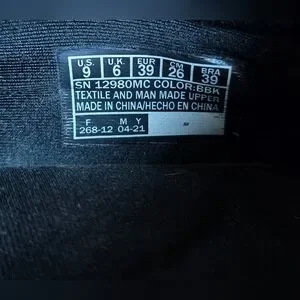 U.S. UK EUR CM BRA
9 6 39 26 39
SN 12980MC COLOR:BBK
TEXTILE AND MAN MADE UPPER
MADE IN CHINA/HECHO EN CHINA
F M Y
268-12 04-21